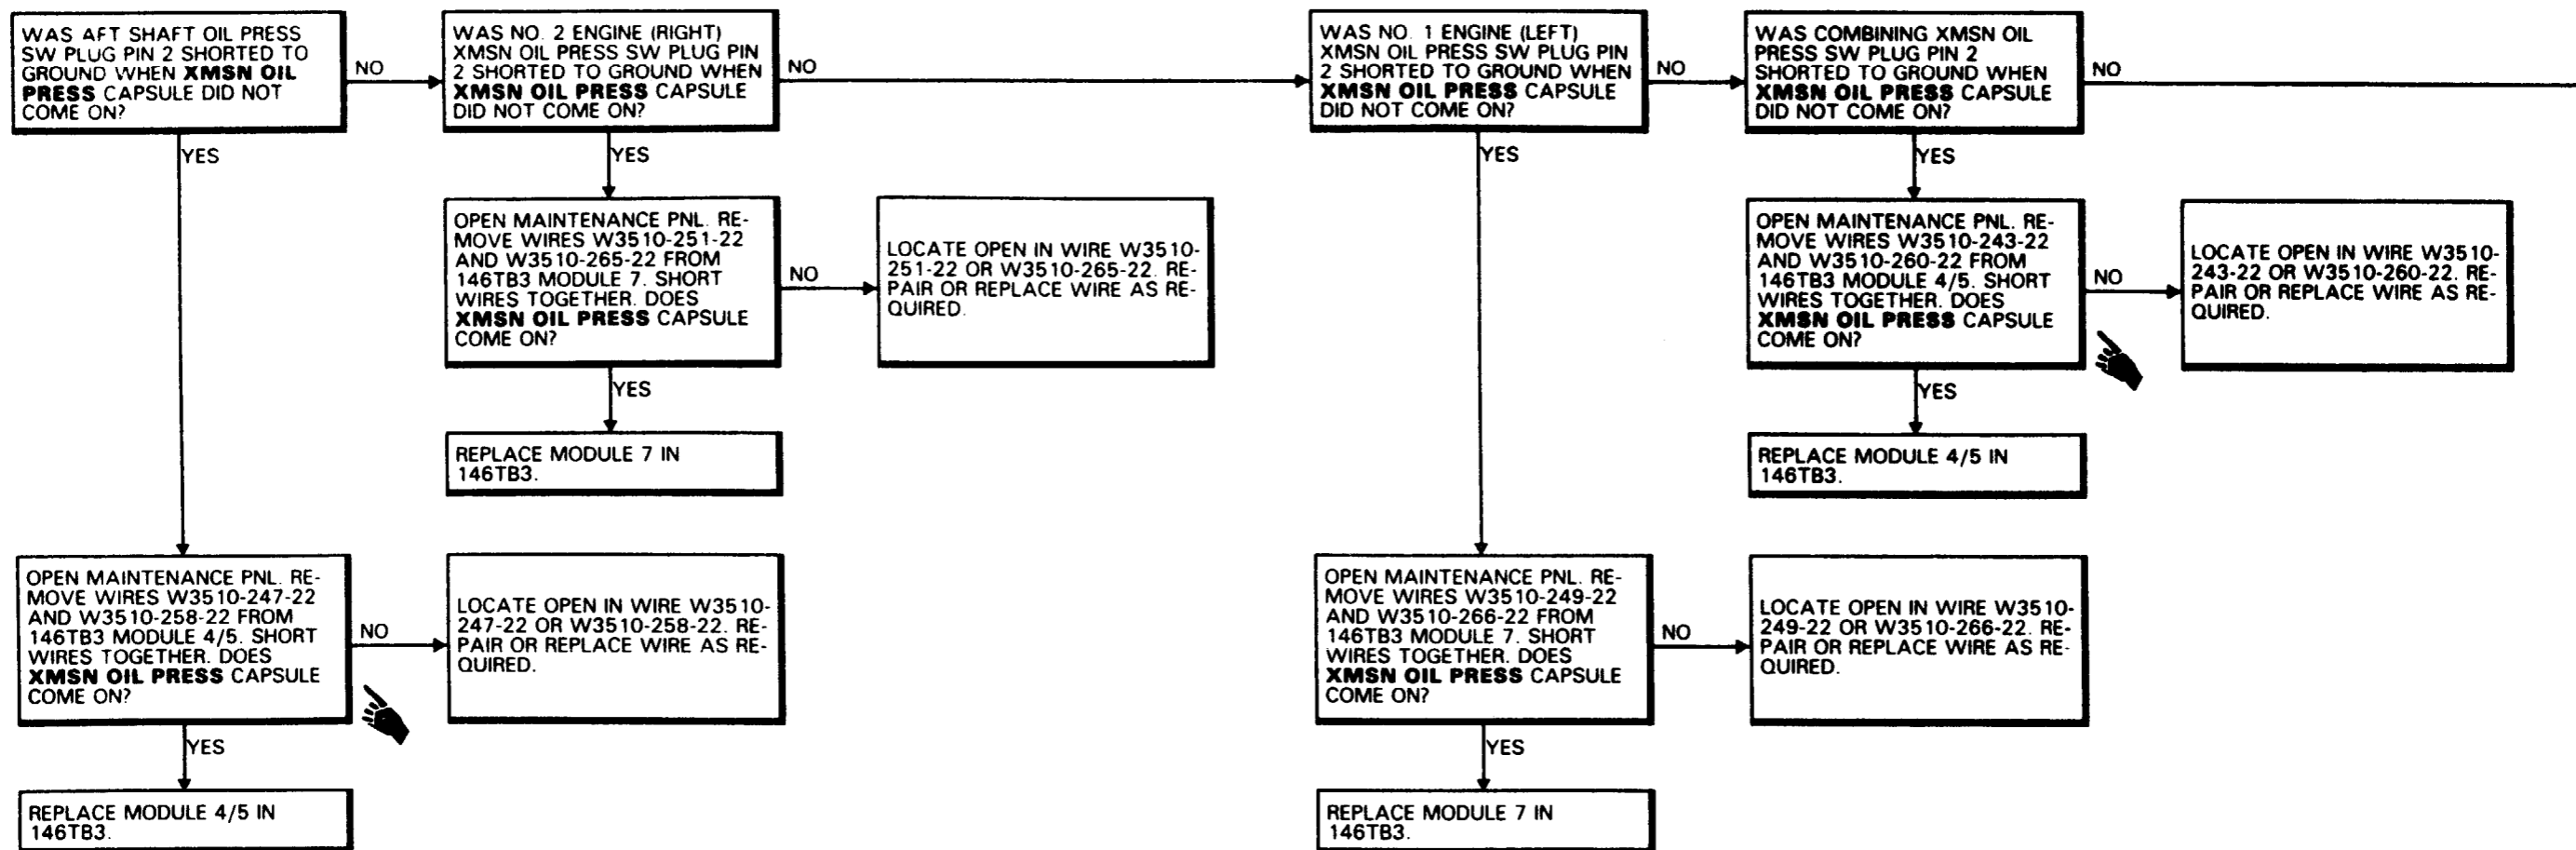 WAS AFT SHAFT OIL PRESS
SW PLUG PIN 2 SHORTED TO
GROUND WHEN XMSN OIL
PRESS CAPSULE DID NOT
COME ON?
NO
YES
WAS NO. 2 ENGINE (RIGHT)
XMSN OIL PRESS SW PLUG PIN
2 SHORTED TO GROUND WHEN
XMSN OIL PRESS CAPSULE
DID NOT COME ON?
NO
YES
WAS NO. 1 ENGINE (LEFT)
XMSN OIL PRESS SW PLUG PIN
2 SHORTED TO GROUND WHEN
XMSN OIL PRESS CAPSULE
DID NOT COME ON?
NO
YES
WAS COMBINING XMSN OIL
PRESS SW PLUG PIN 2
SHORTED TO GROUND WHEN
XMSN OIL PRESS CAPSULE
DID NOT COME ON?
NO
YES
OPEN MAINTENANCE PNL. RE-
MOVE WIRES W3510-251-22
AND W3510-265-22 FROM
146TB3 MODULE 7. SHORT
WIRES TOGETHER. DOES
XMSN OIL PRESS CAPSULE
COME ON?
NO
YES
LOCATE OPEN IN WIRE W3510-
251-22 OR W3510-265-22. RE-
PAIR OR REPLACE WIRE AS RE-
QUIRED.
REPLACE MODULE 7 IN
146TB3.
OPEN MAINTENANCE PNL. RE-
MOVE WIRES W3510-243-22
AND W3510-260-22 FROM
146TB3 MODULE 4/5. SHORT
WIRES TOGETHER. DOES
XMSN OIL PRESS CAPSULE
COME ON?
NO
YES
LOCATE OPEN IN WIRE W3510-
243-22 OR W3510-260-22. RE-
PAIR OR REPLACE WIRE AS RE-
QUIRED.
REPLACE MODULE 4/5 IN
146TB3.
OPEN MAINTENANCE PNL. RE-
MOVE WIRES W3510-247-22
AND W3510-258-22 FROM
146TB3 MODULE 4/5. SHORT
WIRES TOGETHER. DOES
XMSN OIL PRESS CAPSULE
COME ON?
NO
YES
LOCATE OPEN IN WIRE W3510-
247-22 OR W3510-258-22. RE-
PAIR OR REPLACE WIRE AS RE-
QUIRED.
REPLACE MODULE 4/5 IN
146TB3.
OPEN MAINTENANCE PNL. RE-
MOVE WIRES W3510-249-22
AND W3510-266-22 FROM
146TB3 MODULE 7. SHORT
WIRES TOGETHER. DOES
XMSN OIL PRESS CAPSULE
COME ON?
NO
YES
LOCATE OPEN IN WIRE W3510-
249-22 OR W3510-266-22. RE-
PAIR OR REPLACE WIRE AS RE-
QUIRED.
REPLACE MODULE 7 IN
146TB3.